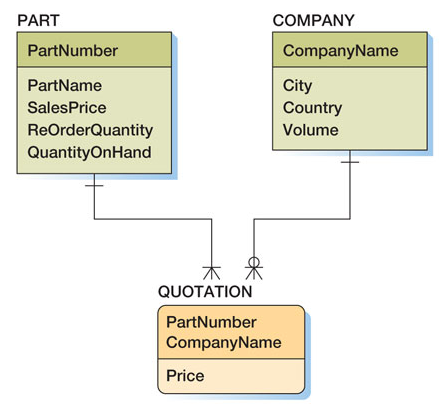 PART
PartNumber
PartName
SalesPrice
ReOrderQuantity
QuantityOnHand
COMPANY
CompanyName
City
Country
Volume
QUOTATION
PartNumber
CompanyName
Price